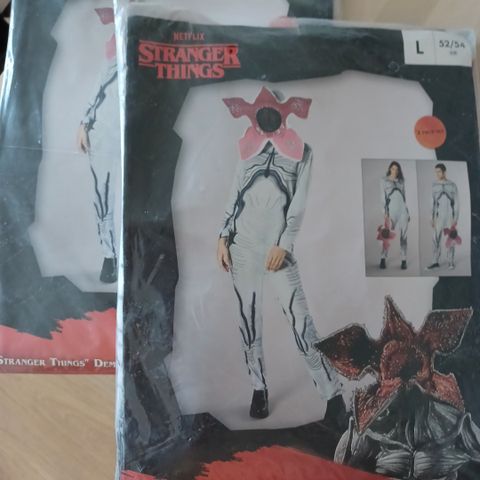 NETFLIX
STRANGER
THINGS
L
52/54
STRANGER THINGS" DEM